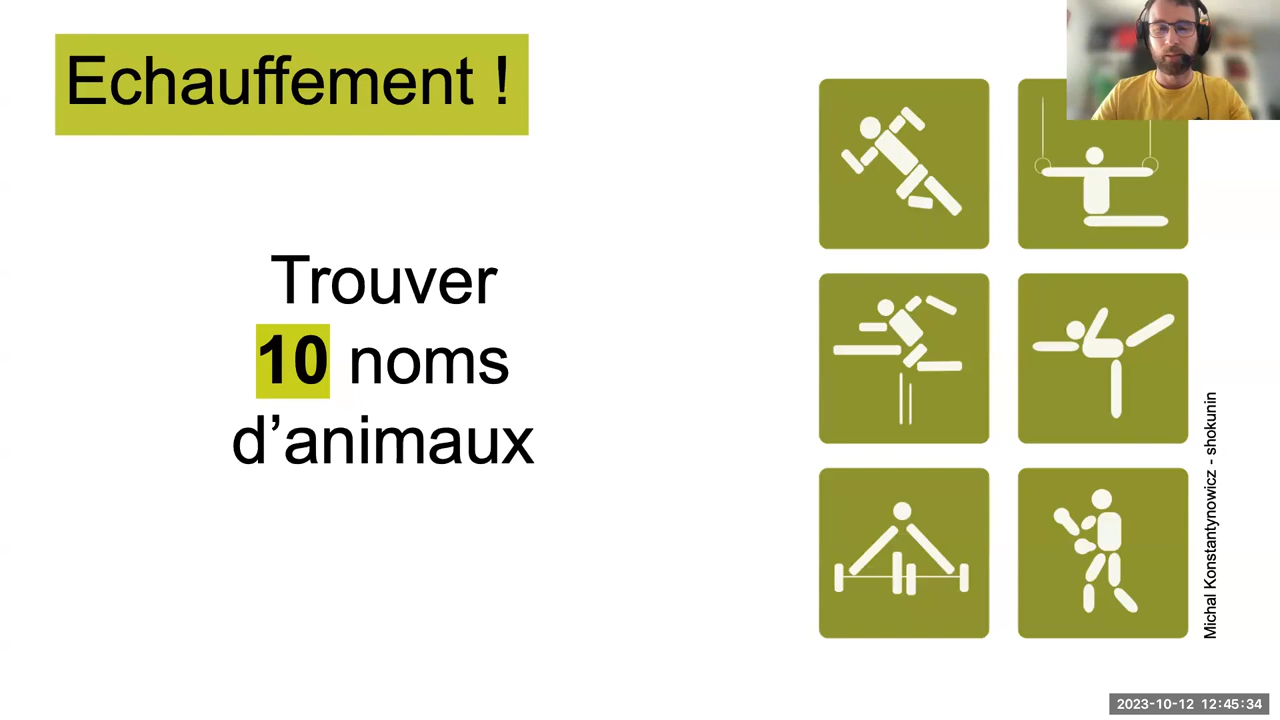 Echauffement !
Trouver
10 noms
d’animaux
Michal Konstantynowicz - shokunin
2023-10-12 12:45:34